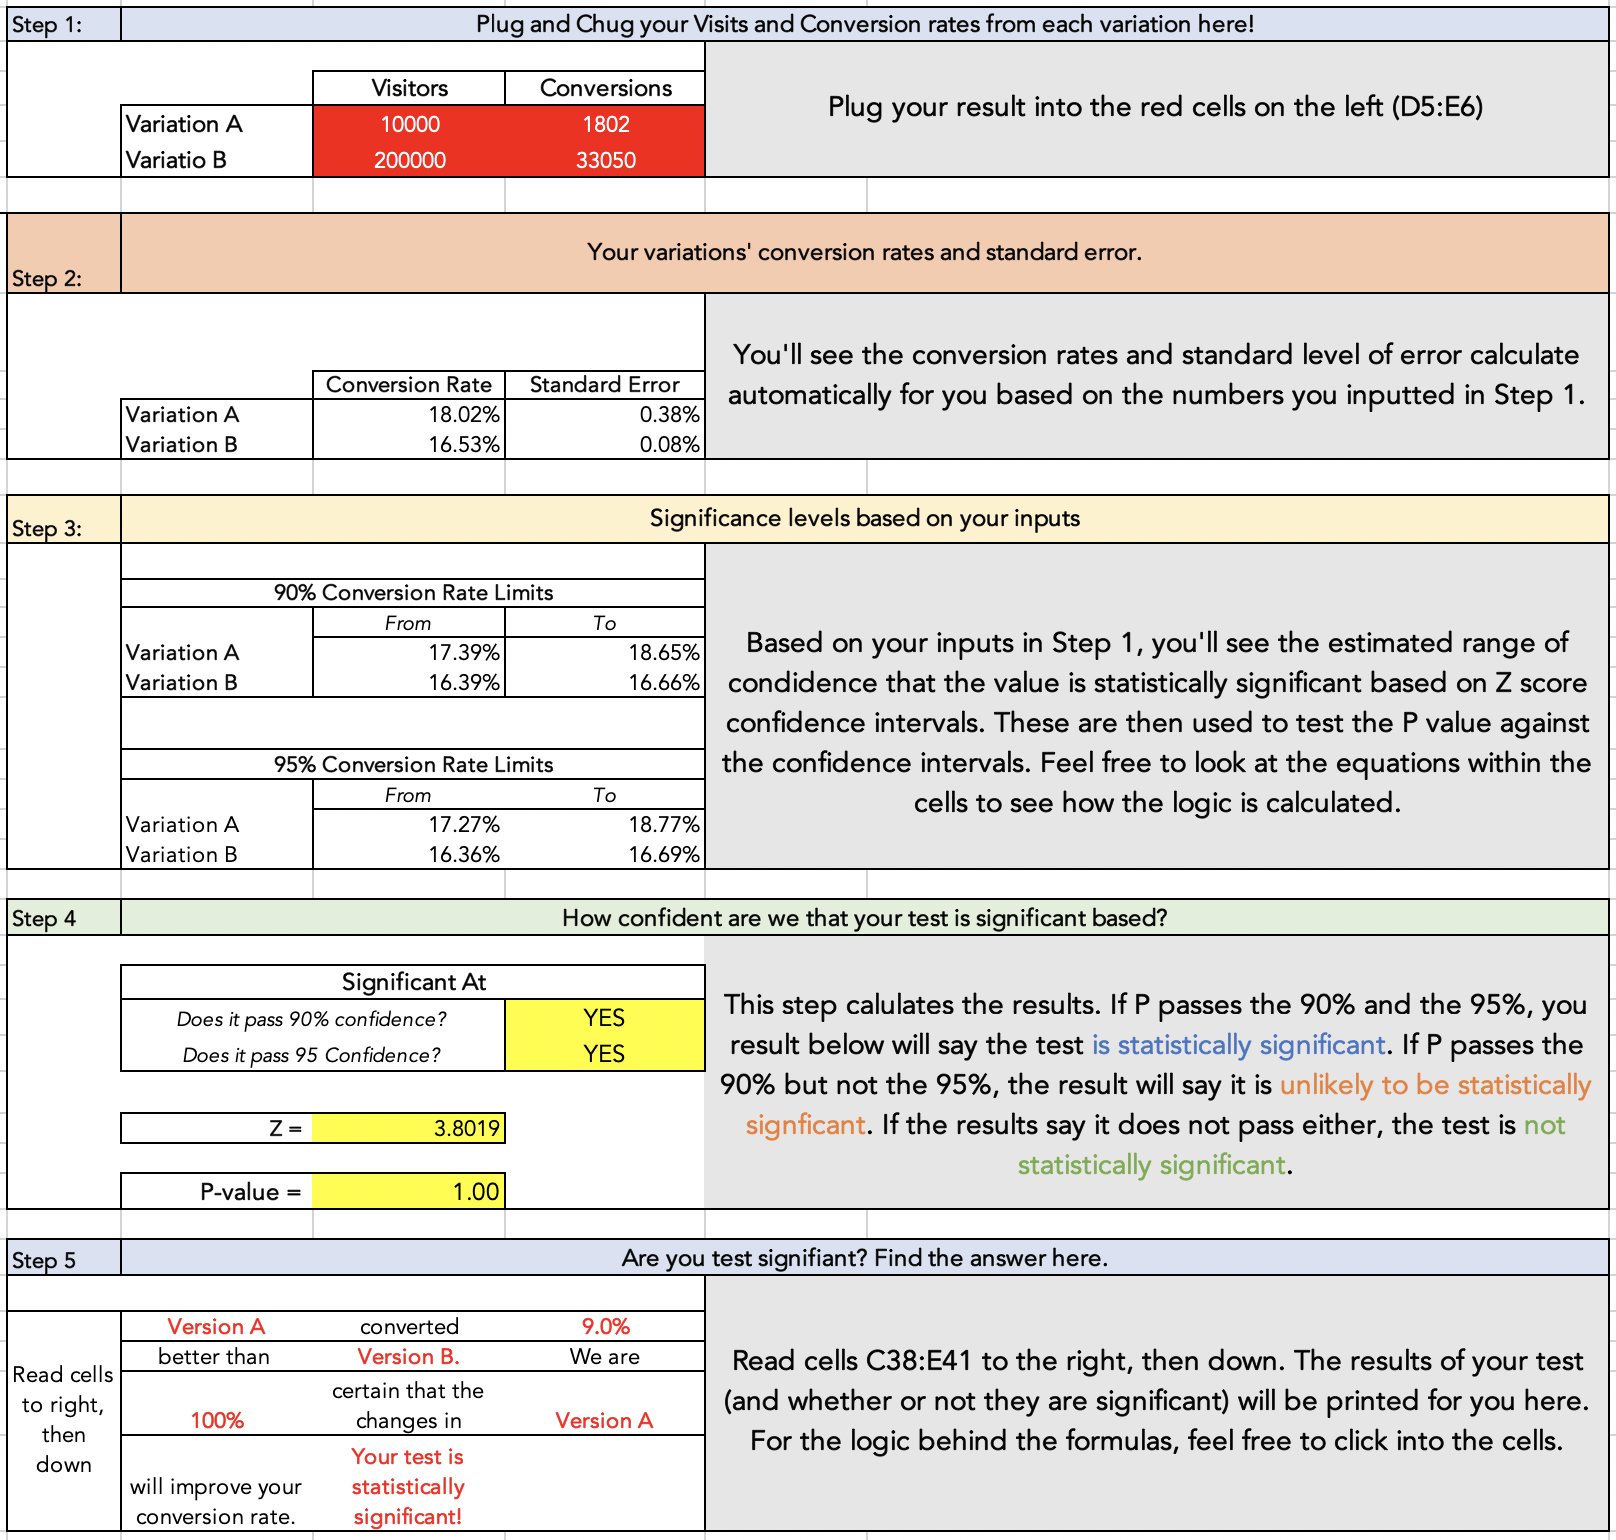 Step 1:
Plug and Chug your Visits and Conversion rates from each variation here!
Visitors Conversions
Variation A 10000 1802
Variatio B 200000 33050
Plug your result into the red cells on the left (D5:E6)
Step 2:
Your variations' conversion rates and standard error.
Conversion Rate Standard Error
Variation A 18.02% 0.38%
Variation B 16.53% 0.08%
You'll see the conversion rates and standard level of error calculate
automatically for you based on the numbers you inputted in Step 1.
Step 3:
Significance levels based on your inputs
90% Conversion Rate Limits
From To
Variation A 17.39% 18.65%
Variation B 16.39% 16.66%
95% Conversion Rate Limits
From To
Variation A 17.27% 18.77%
Variation B 16.36% 16.69%
Based on your inputs in Step 1, you'll see the estimated range of
condidence that the value is statistically significant based on Z score
confidence intervals. These are then used to test the P value against
the confidence intervals. Feel free to look at the equations within the
cells to see how the logic is calculated.
Step 4
How confident are we that your test is significant based?
Significant At
Does it pass 90% confidence? YES
Does it pass 95 Confidence? YES
Z = 3.8019
P-value = 1.00
This step calulates the results. If P passes the 90% and the 95%, you
result below will say the test is statistically significant. If P passes the
90% but not the 95%, the result will say it is unlikely to be statistically
signficant. If the results say it does not pass either, the test is not
statistically significant.
Step 5
Are you test signifiant? Find the answer here.
Read cells
to right,
then
down
Version A converted 9.0%
better than Version B. We are
100% certain that the
changes in Version A
will improve your
conversion rate.
Your test is
statistically
significant!
Read cells C38:E41 to the right, then down. The results of your test
(and whether or not they are significant) will be printed for you here.
For the logic behind the formulas, feel free to click into the cells.